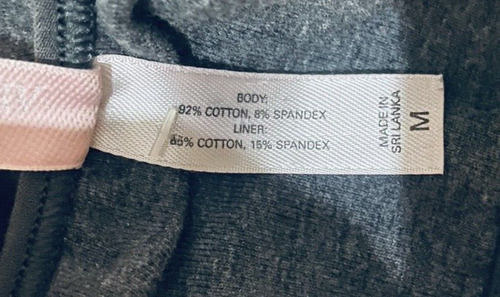 BODY:
92% COTTON, 8% SPANDEX
LINER:
85% COTTON, 15% SPANDEX
MADE IN
SRI LANKA
M